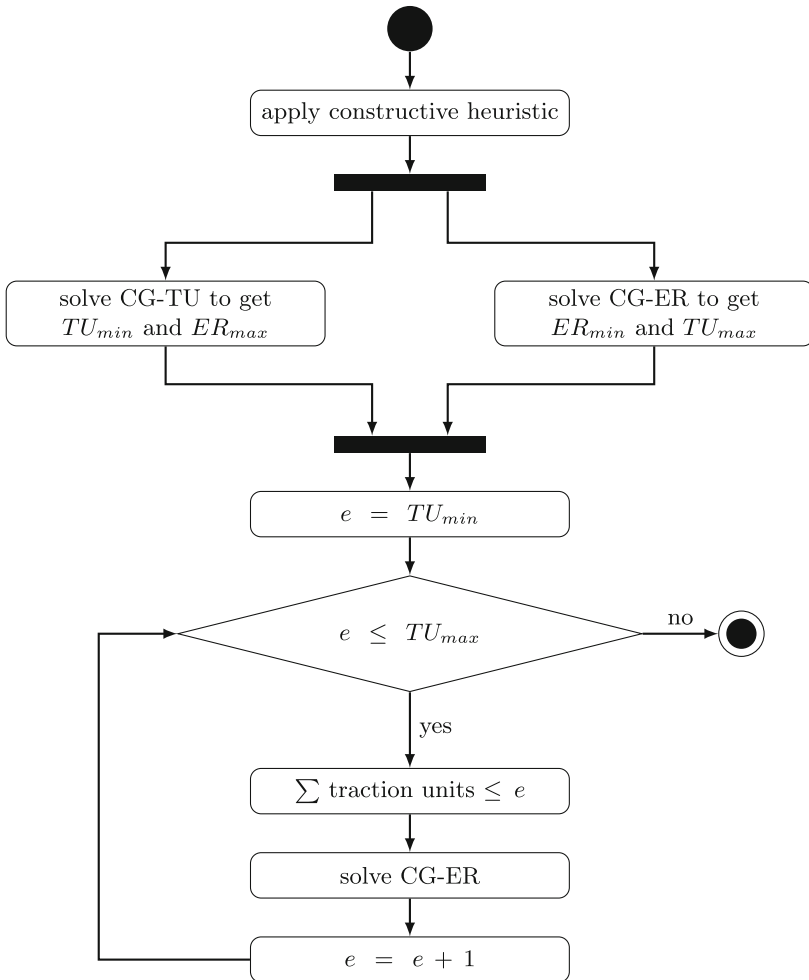 apply constructive heuristic
solve CG-TU to get
TU_min and ER_max
solve CG-ER to get
ER_min and TU_max
e = TU_min
e ≤ TU_max
no
yes
∑ traction units ≤ e
solve CG-ER
e = e + 1